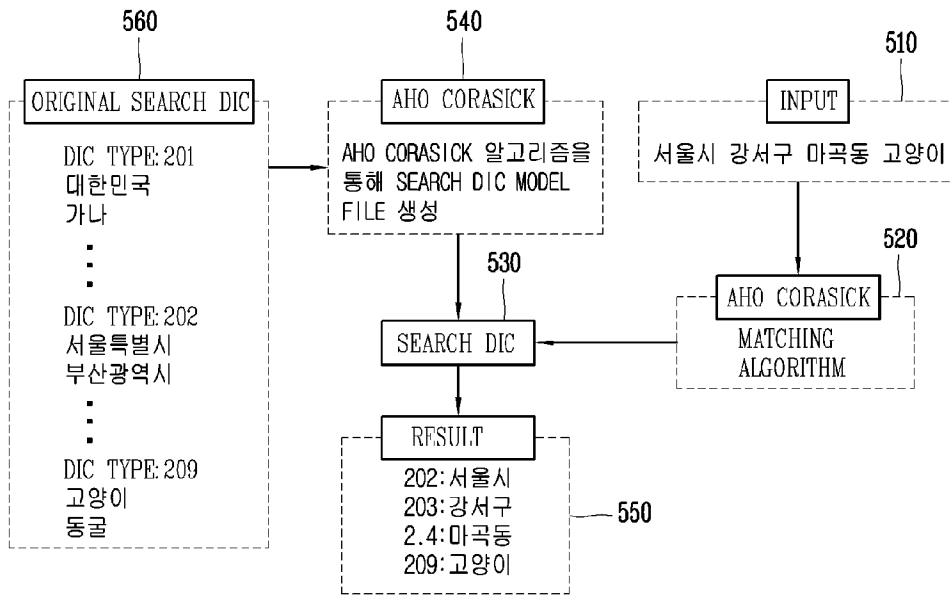 560
ORIGINAL SEARCH DIC
DIC TYPE:201
대한민국
가나
DIC TYPE:202
서울특별시
부산광역시
DIC TYPE:209
고양이
동굴
540
AHO CORASICK
AHO CORASICK 알고리즘을
통해 SEARCH DIC MODEL
FILE 생성
510
INPUT
서울시 강서구 마곡동 고양이
520
AHO CORASICK
MATCHING
ALGORITHM
530
SEARCH DIC
RESULT
202:서울시
203:강서구
2.4:마곡동
209:고양이
550